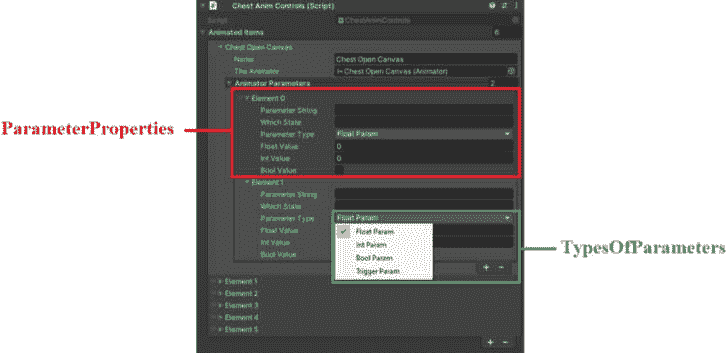 Chest Anim Controls (Script)
Script ChestAnimControls
Animated Items 6
Chest Open Canvas
Name Chest Open Canvas
The Animator Chest Open Canvas (Animator)
Animator Parameters 2
Element 0
Parameter String
Which State
Parameter Type Float Param
Float Value 0
Int Value 0
Bool Value
Element 1
Parameter String
Which State
Parameter Type Float Param
Float Value Float Param
Int Value Int Param
Bool Value Bool Param
Trigger Param
Element 1
Element 2
Element 3
Element 4
Element 5
ParameterProperties
TypesOfParameters